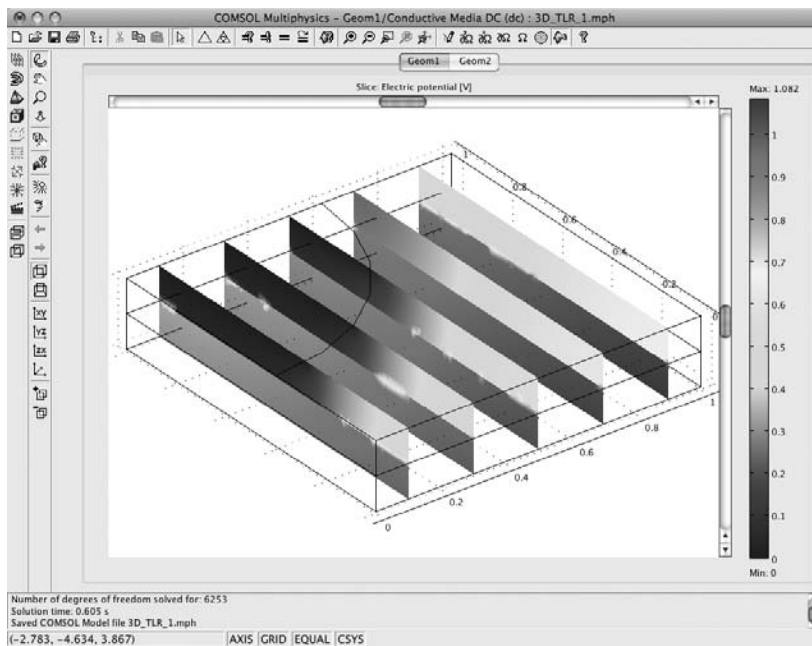 COMSOL Multiphysics - Geom1/Conductive Media DC (dc) : 3D_TLR_1.mph
Geom1 Geom2
Slice: Electric potential [V]
Max: 1.082
1
0.9
0.8
0.7
0.6
0.5
0.4
0.3
0.2
0.1
0
Min: 0
1
0.8
0.6
0.4
0.2
0
1
0.8
0.6
0.4
0.2
0
Number of degrees of freedom solved for: 6253
Solution time: 0.605 s
Saved COMSOL Model file 3D_TLR_1.mph
(-2.783, -4.634, 3.867) AXIS GRID EQUAL CSYS